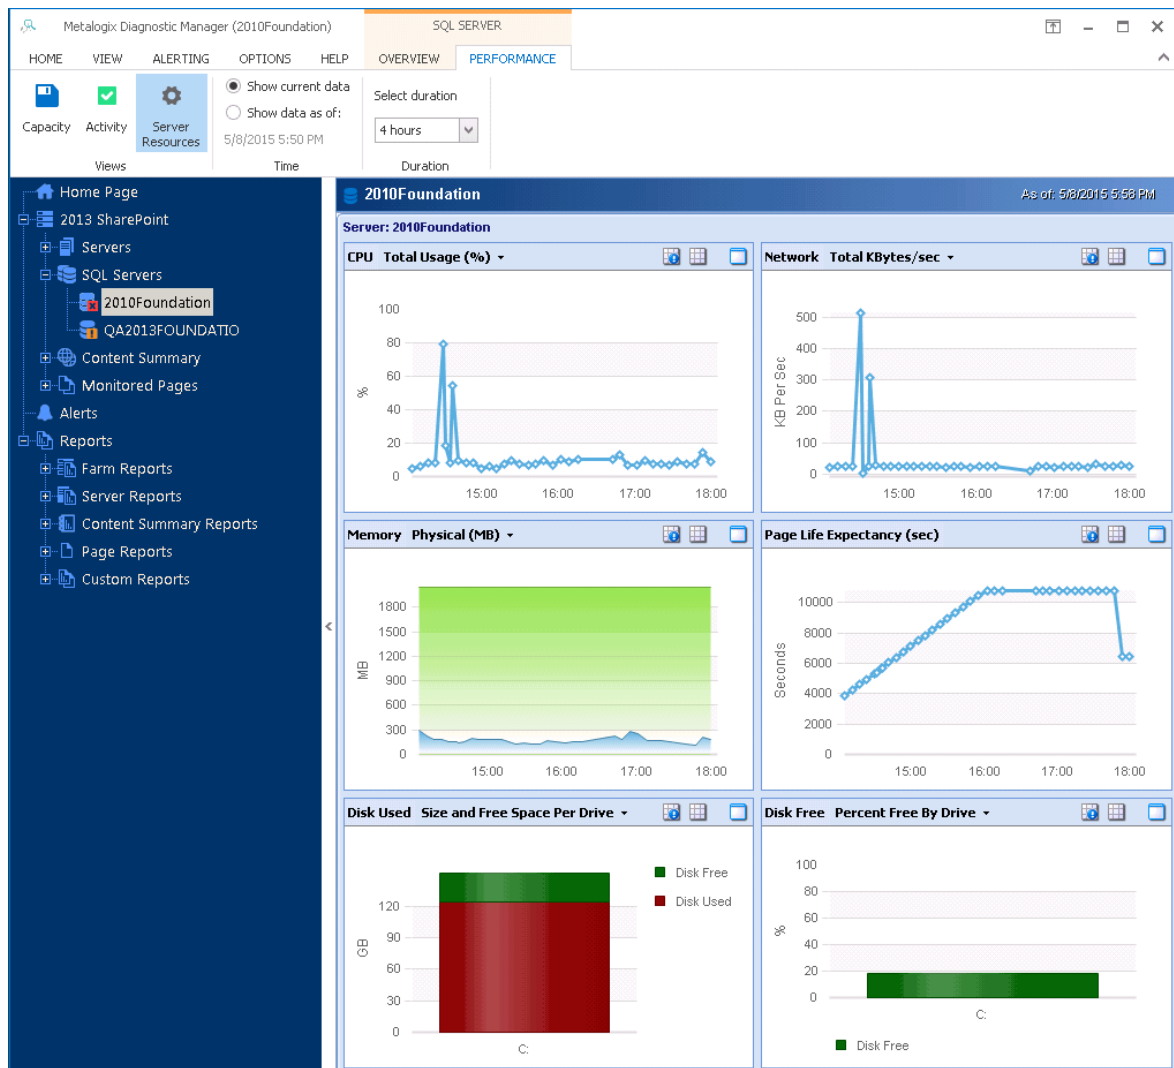 Metalogix Diagnostic Manager (2010Foundation)
SQL SERVER
HOME VIEW ALERTING OPTIONS HELP OVERVIEW PERFORMANCE
Capacity
Activity
Server
Resources
Views
Show current data
Show data as of:
5/8/2015 5:50 PM
Time
Select duration
4 hours
Duration
Home Page
2013 SharePoint
Servers
SQL Servers
2010Foundation
QA2013FOUNDATIO
Content Summary
Monitored Pages
Alerts
Reports
Farm Reports
Server Reports
Content Summary Reports
Page Reports
Custom Reports
2010Foundation
As of: 5/8/2015 5:58 PM
Server: 2010Foundation
CPU Total Usage (%)
100
80
60
40
20
0
%
15:00 16:00 17:00 18:00
Network Total KBytes/sec
500
400
300
200
100
0
KB Per Sec
15:00 16:00 17:00 18:00
Memory Physical (MB)
1800
1500
1200
900
600
300
0
MB
15:00 16:00 17:00 18:00
Page Life Expectancy (sec)
10000
8000
6000
4000
2000
0
Seconds
15:00 16:00 17:00 18:00
Disk Used Size and Free Space Per Drive
120
90
60
30
0
GB
C:
Disk Free
Disk Used
Disk Free Percent Free By Drive
100
80
60
40
20
0
%
C:
Disk Free